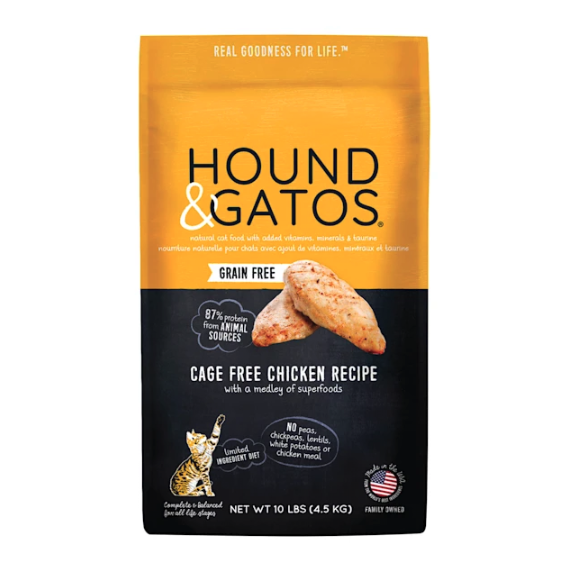 REAL GOODNESS FOR LIFE.™
HOUND
&GATOS®
natural cat food with added vitamins, minerals & taurine
nourriture naturelle pour chats avec ajout de vitamines, minéraux et taurine
GRAIN FREE
87% protein
from ANIMAL
SOURCES
CAGE FREE CHICKEN RECIPE
with a medley of superfoods
NO peas,
chickpeas, lentils,
white potatoes or
chicken meal
Limited
INGREDIENT DIET
Made in the USA
Complete & Balanced
for all life stages
NET WT 10 LBS (4.5 KG)
FAMILY OWNED